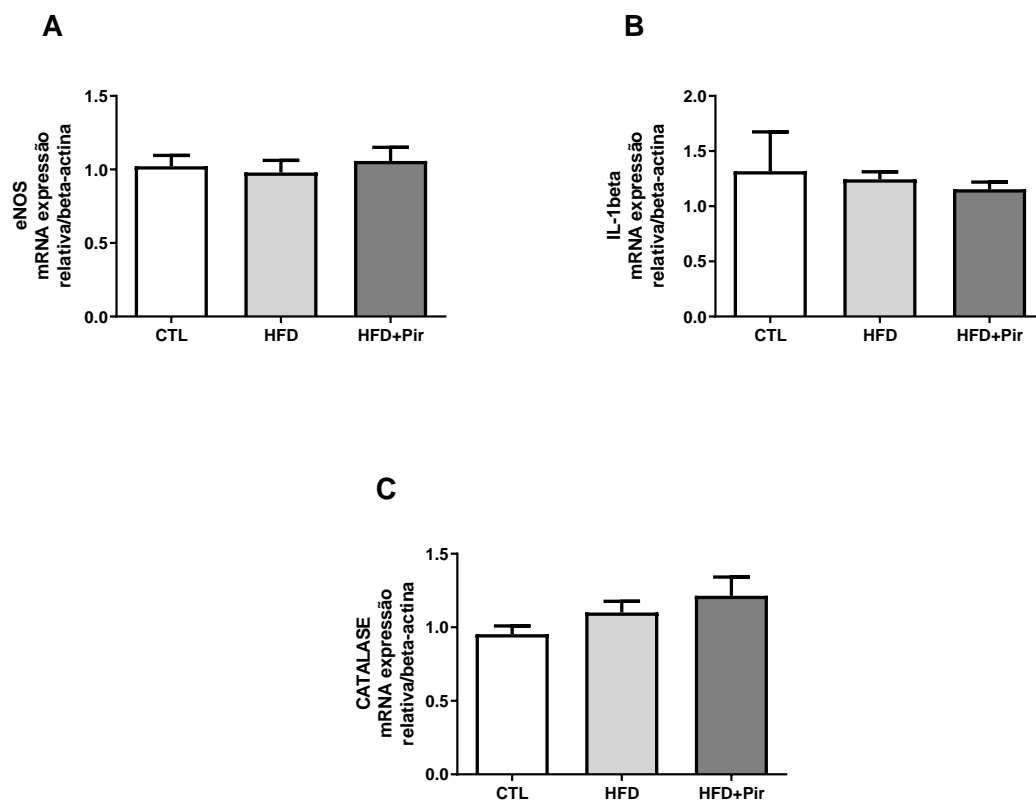 A
eNOS
mRNA expressão
relativa/beta-actina
1.5
1.0
0.5
0.0
CTL HFD HFD+Pir
B
IL-1beta
mRNA expressão
relativa/beta-actina
2.0
1.5
1.0
0.5
0.0
CTL HFD HFD+Pir
C
CATALASE
mRNA expressão
relativa/beta-actina
1.5
1.0
0.5
0.0
CTL HFD HFD+Pir